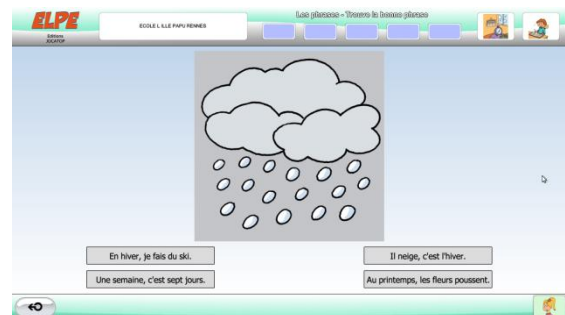 ELPE
Editions
JOCATOP
ECOLE L ILLE PAPU RENNES
Les phrases - Trouve la bonne phrase
En hiver, je fais du ski.
Il neige, c'est l'hiver.
Une semaine, c'est sept jours.
Au printemps, les fleurs poussent.